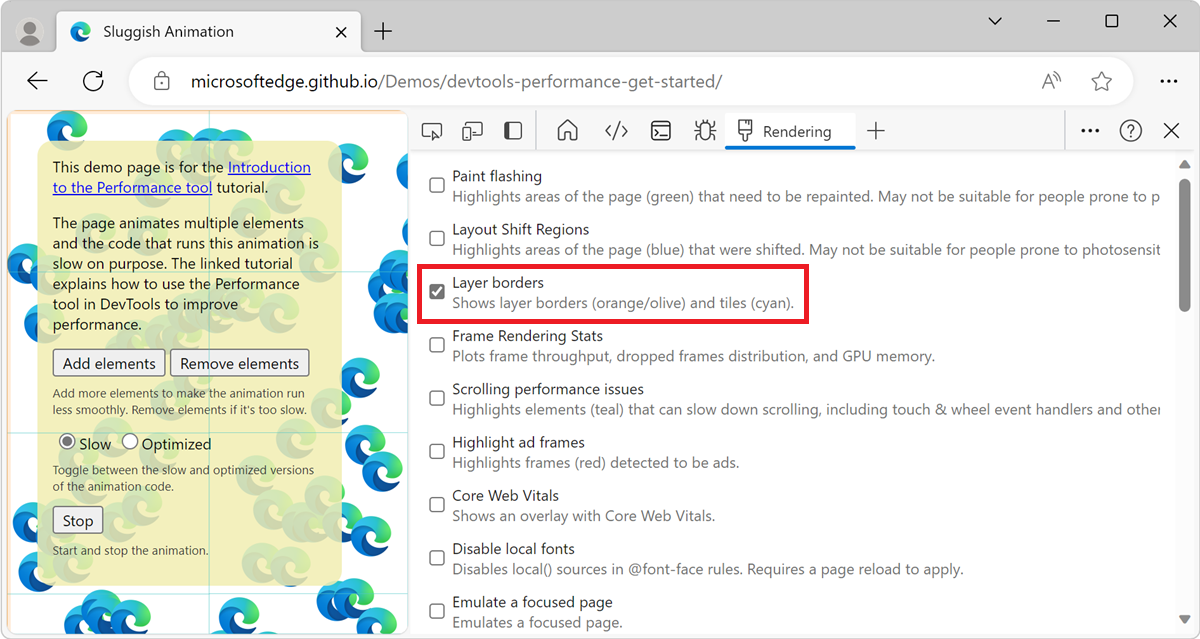 Sluggish Animation
microsoftedge.github.io/Demos/devtools-performance-get-started/
This demo page is for the Introduction
to the Performance tool tutorial.
The page animates multiple elements
and the code that runs this animation is
slow on purpose. The linked tutorial
explains how to use the Performance
tool in DevTools to improve
performance.
Add elements
Remove elements
Add more elements to make the animation run
less smoothly. Remove elements if it's too slow.
Slow
Optimized
Toggle between the slow and optimized versions
of the animation code.
Stop
Start and stop the animation.
Rendering
Paint flashing
Highlights areas of the page (green) that need to be repainted. May not be suitable for people prone to p
Layout Shift Regions
Highlights areas of the page (blue) that were shifted. May not be suitable for people prone to photosensit
Layer borders
Shows layer borders (orange/olive) and tiles (cyan).
Frame Rendering Stats
Plots frame throughput, dropped frames distribution, and GPU memory.
Scrolling performance issues
Highlights elements (teal) that can slow down scrolling, including touch & wheel event handlers and other
Highlight ad frames
Highlights frames (red) detected to be ads.
Core Web Vitals
Shows an overlay with Core Web Vitals.
Disable local fonts
Disables local() sources in @font-face rules. Requires a page reload to apply.
Emulate a focused page
Emulates a focused page.